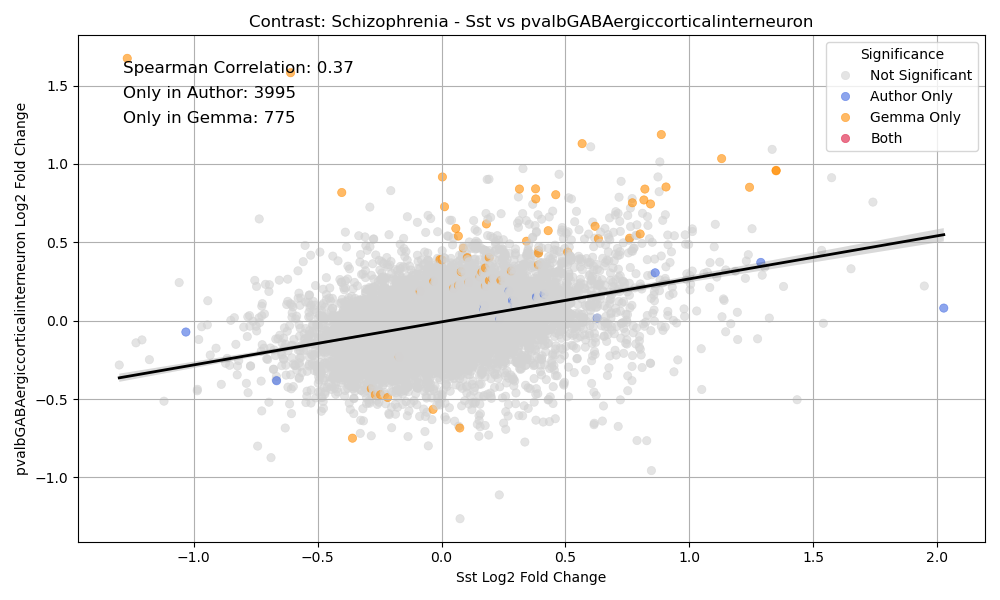 Contrast: Schizophrenia - Sst vs pvalbGABAergiccorticalinterneuron
Spearman Correlation: 0.37
Only in Author: 3995
Only in Gemma: 775
Significance
Not Significant
Author Only
Gemma Only
Both
pvalbGABAergiccorticalinterneuron Log2 Fold Change
1.5
1.0
0.5
0.0
−0.5
−1.0
−1.0
−0.5
0.0
0.5
1.0
1.5
2.0
Sst Log2 Fold Change